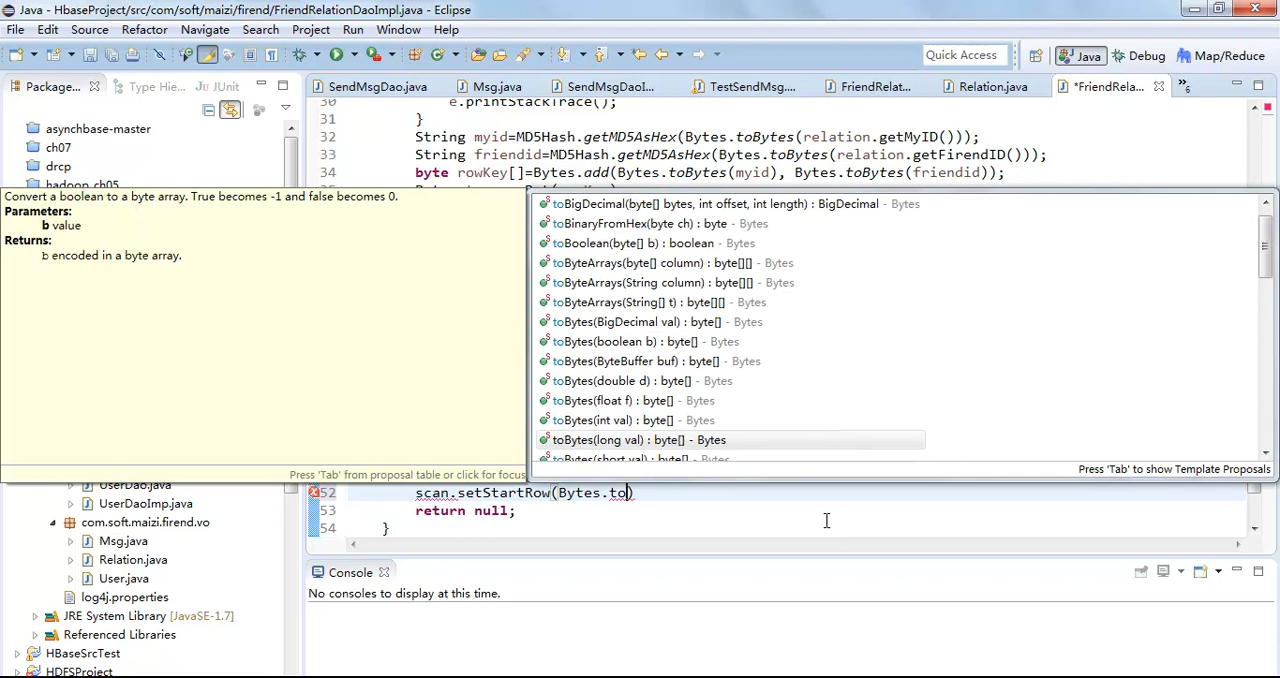 Java - HbaseProject/src/com/soft/maizi/firend/FriendRelationDaoImpl.java - Eclipse
File Edit Source Refactor Navigate Search Project Run Window Help
Quick Access
Java
Debug
Map/Reduce
Package...
Type Hie...
JUnit
SendMsgDao.java
Msg.java
SendMsgDaoI...
TestSendMsg....
FriendRelat...
Relation.java
*FriendRela...
»6
asynchbase-master
ch07
drcp
hadoop ch05
30 e.printStackTrace();
31 }
32 String myid=MD5Hash.getMD5AsHex(Bytes.toBytes(relation.getMyID()));
33 String friendid=MD5Hash.getMD5AsHex(Bytes.toBytes(relation.getFirendID()));
34 byte rowKey[]=Bytes.add(Bytes.toBytes(myid), Bytes.toBytes(friendid));
Convert a boolean to a byte array. True becomes -1 and false becomes 0.
Parameters:
b value
Returns:
b encoded in a byte array.
Press 'Tab' from proposal table or click for focus
toBigDecimal(byte[] bytes, int offset, int length) : BigDecimal - Bytes
toBinaryFromHex(byte ch) : byte - Bytes
toBoolean(byte[] b) : boolean - Bytes
toByteArrays(byte[] column) : byte[][] - Bytes
toByteArrays(String column) : byte[][] - Bytes
toByteArrays(String[] t) : byte[][] - Bytes
toBytes(BigDecimal val) : byte[] - Bytes
toBytes(boolean b) : byte[] - Bytes
toBytes(ByteBuffer buf) : byte[] - Bytes
toBytes(double d) : byte[] - Bytes
toBytes(float f) : byte[] - Bytes
toBytes(int val) : byte[] - Bytes
toBytes(long val) : byte[] - Bytes
toBytes(short val) : byte[] - Bytes
Press 'Tab' to show Template Proposals
UserDao.java
UserDaoImpl.java
com.soft.maizi.firend.vo
Msg.java
Relation.java
User.java
log4j.properties
JRE System Library [JavaSE-1.7]
Referenced Libraries
HBaseSrcTest
HDFSProject
52 scan.setStartRow(Bytes.to)
53 return null;
54 }
Console
No consoles to display at this time.